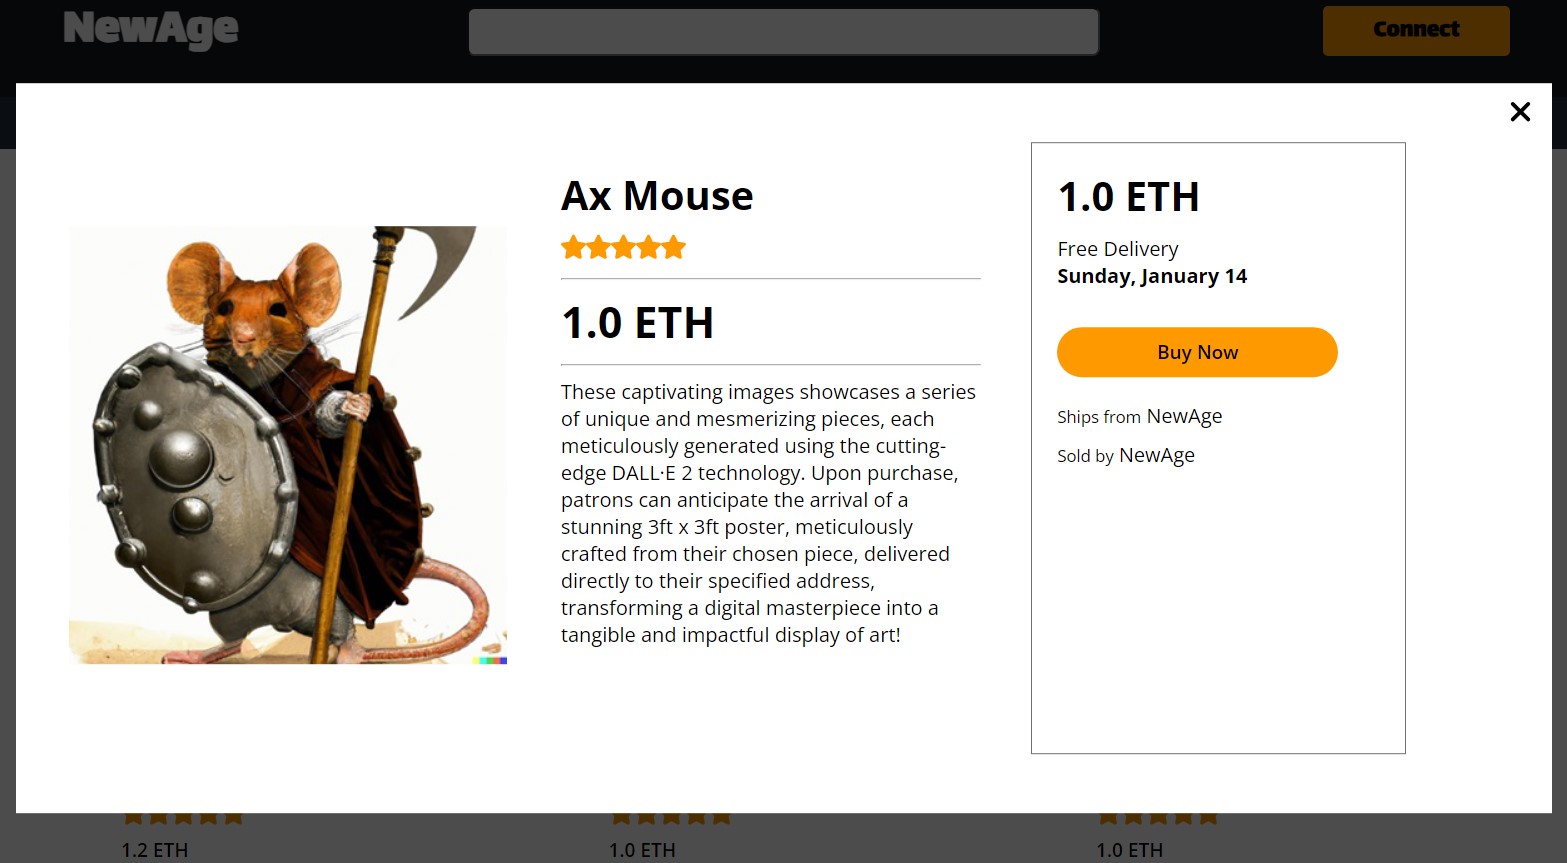 NewAge
Connect
Ax Mouse
1.0 ETH
These captivating images showcases a series
of unique and mesmerizing pieces, each
meticulously generated using the cutting-
edge DALL·E 2 technology. Upon purchase,
patrons can anticipate the arrival of a
stunning 3ft x 3ft poster, meticulously
crafted from their chosen piece, delivered
directly to their specified address,
transforming a digital masterpiece into a
tangible and impactful display of art!
1.0 ETH
Free Delivery
Sunday, January 14
Buy Now
Ships from NewAge
Sold by NewAge
1.2 ETH
1.0 ETH
1.0 ETH